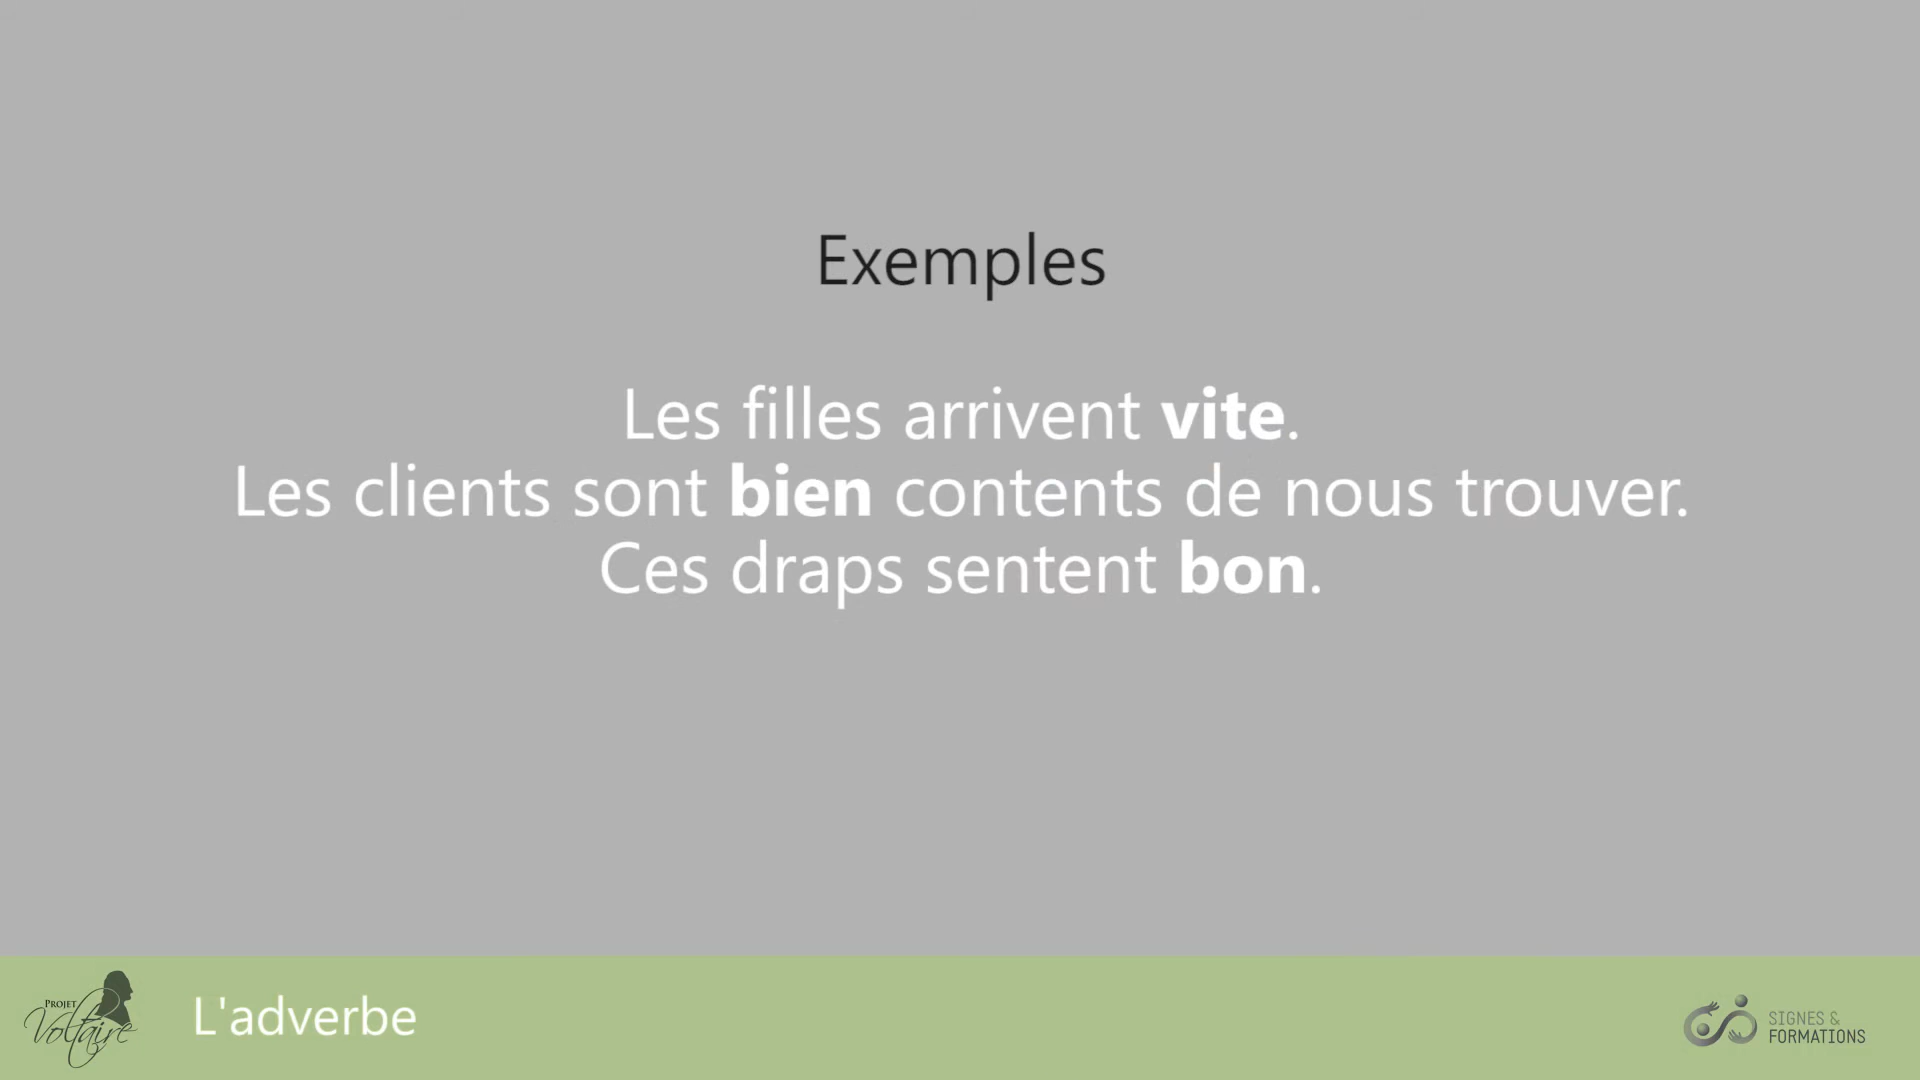 Exemples
Les filles arrivent vite.
Les clients sont bien contents de nous trouver.
Ces draps sentent bon.
PROJET
Voltaire
L'adverbe
SIGNES &
FORMATIONS